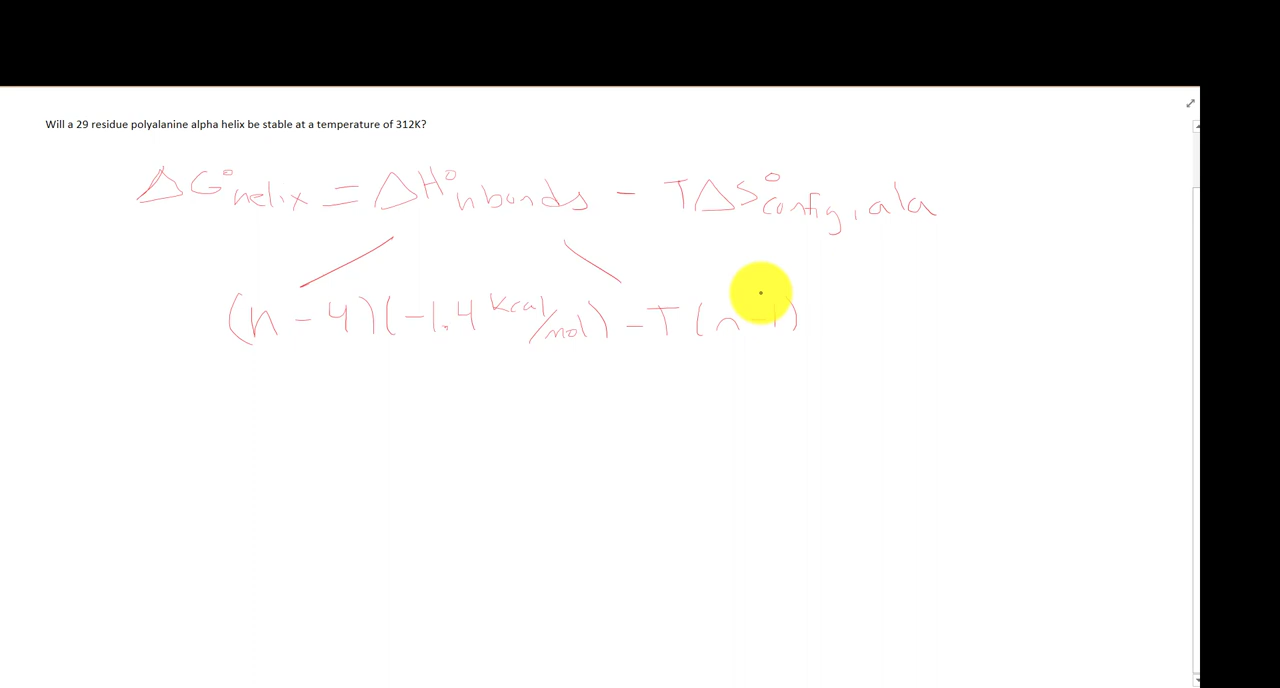 Will a 29 residue polyalanine alpha helix be stable at a temperature of 312K?
ΔG°helix = ΔH°hbonds - TΔS°config, ala
(n - 4)(-1.4 kcal/mol) - T(n-1)